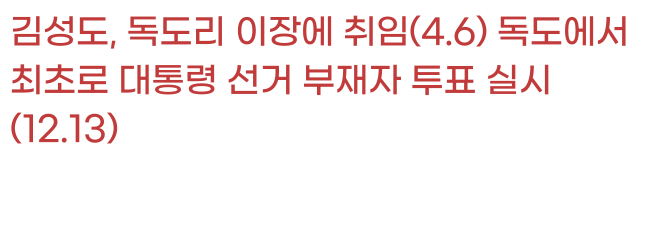 김성도, 독도리 이장에 취임(4.6) 독도에서
최초로 대통령 선거 부재자 투표 실시
(12.13)